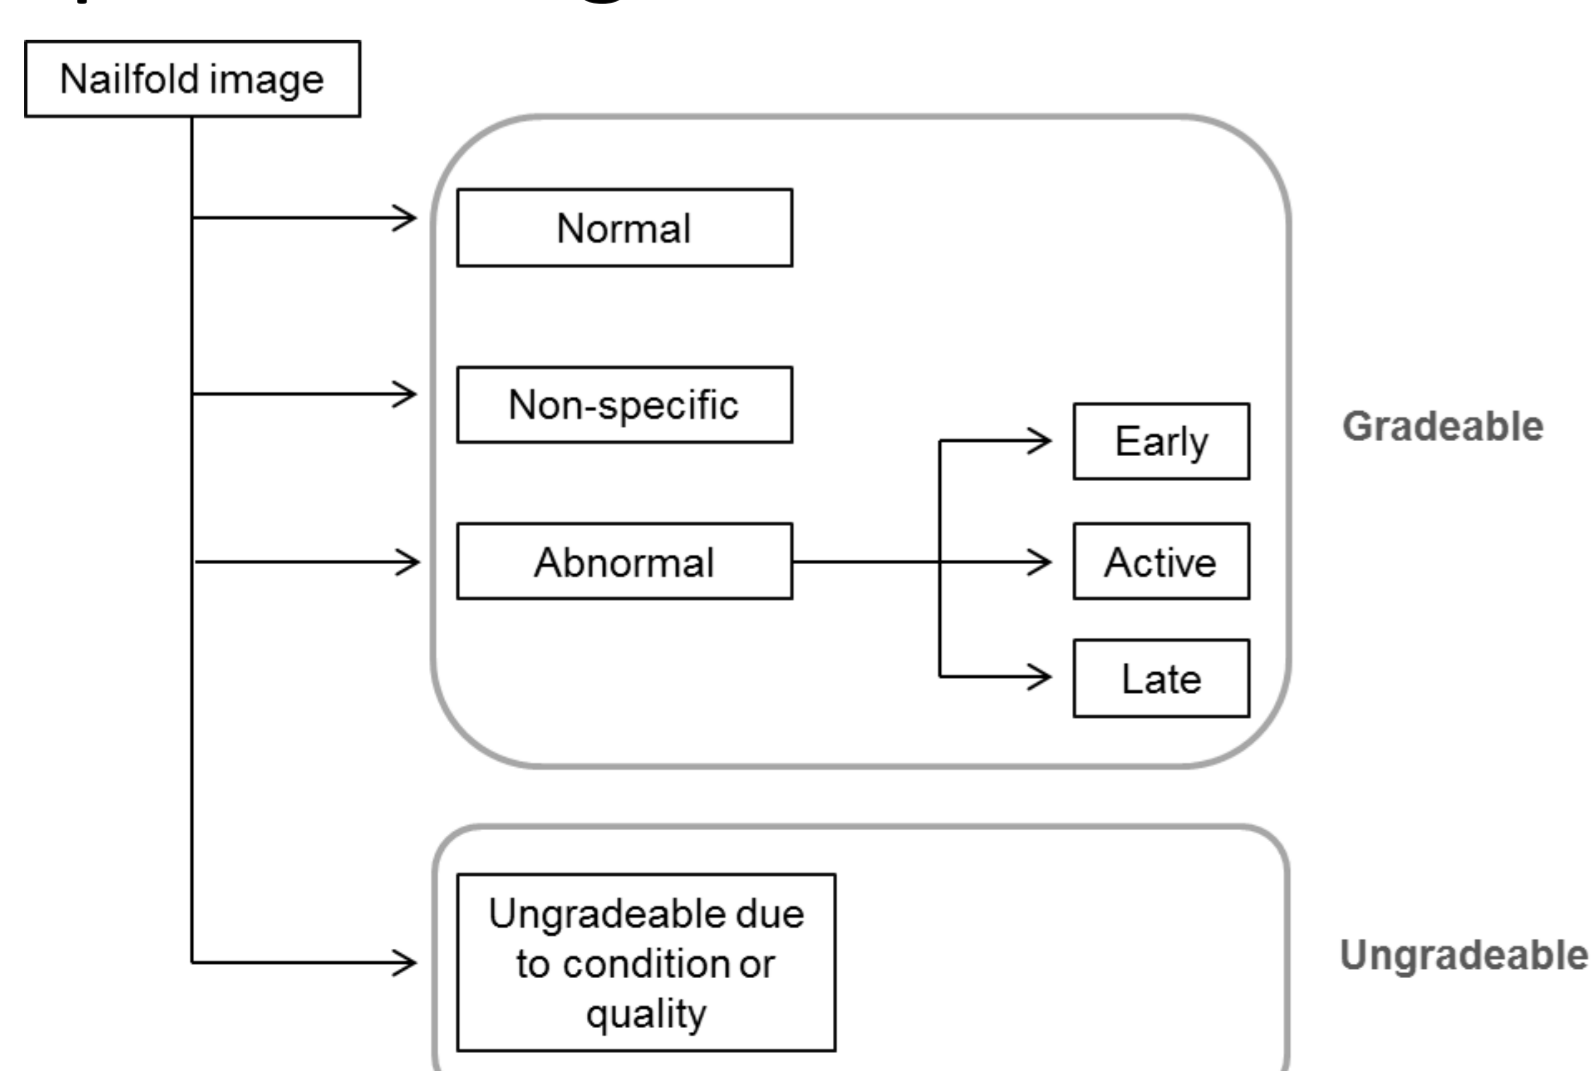 Nailfold image
Normal
Non-specific
Early
Gradeable
Abnormal
Active
Late
Ungradeable due
to condition or
quality
Ungradeable